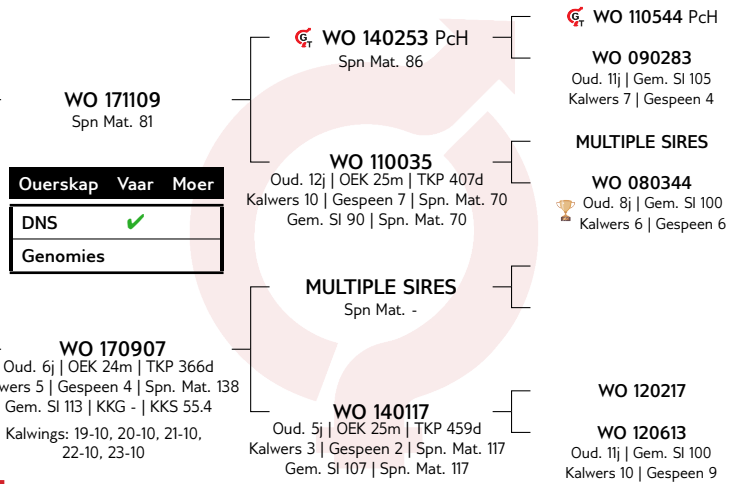 WO 110544 PcH
WO 140253 PcH
Spn Mat. 86
WO 090283
Oud. 11j | Gem. SI 105
Kalwers 7 | Gespeen 4
WO 171109
Spn Mat. 81
MULTIPLE SIRES
WO 110035
Oud. 12j | OEK 25m | TKP 407d
Kalwers 10 | Gespeen 7 | Spn. Mat. 70
Gem. SI 90 | Spn. Mat. 70
WO 080344
Oud. 8j | Gem. SI 100
Kalwers 6 | Gespeen 6
Ouerskap Vaar Moer
DNS ✔
Genomies
MULTIPLE SIRES
Spn Mat. -
WO 170907
Oud. 6j | OEK 24m | TKP 366d
wers 5 | Gespeen 4 | Spn. Mat. 138
Gem. SI 113 | KKG - | KKS 55.4
Kalwings: 19-10, 20-10, 21-10,
22-10, 23-10
WO 120217
WO 140117
Oud. 5j | OEK 25m | TKP 459d
Kalwers 3 | Gespeen 2 | Spn. Mat. 117
Gem. SI 107 | Spn. Mat. 117
WO 120613
Oud. 11j | Gem. SI 100
Kalwers 10 | Gespeen 9